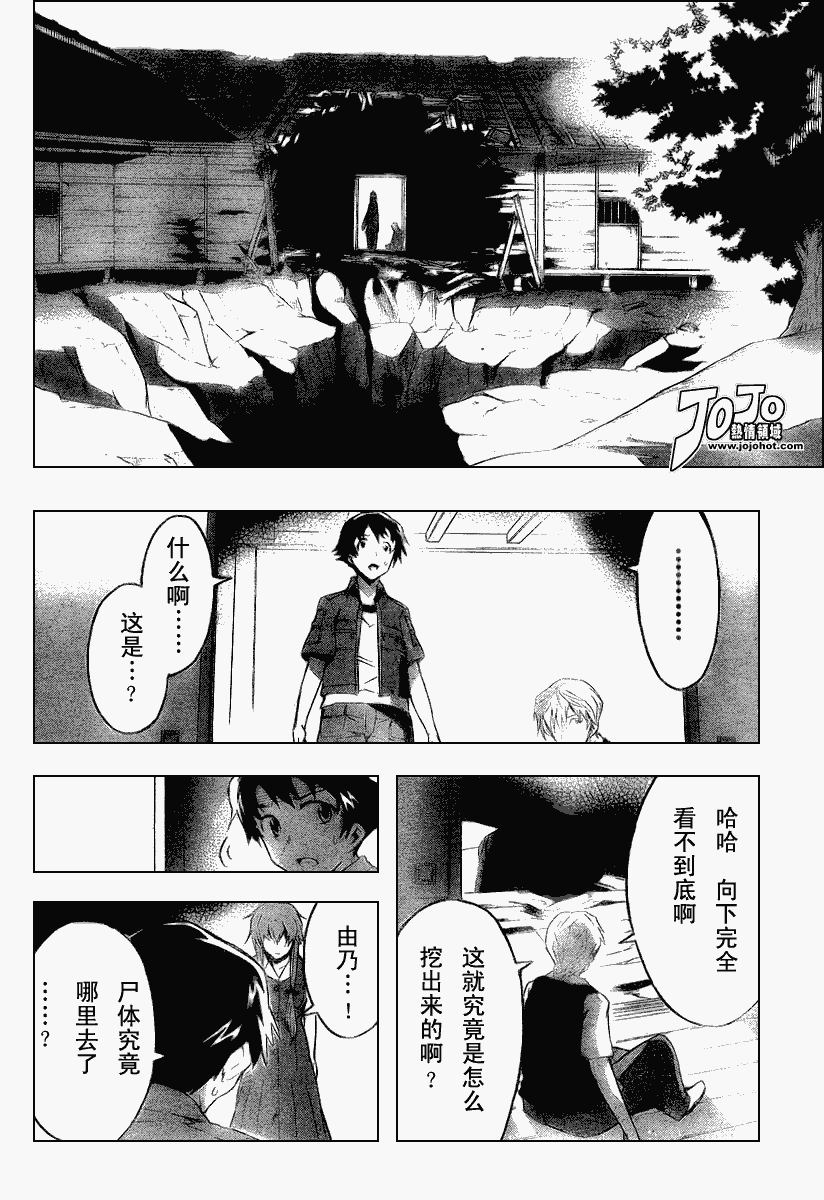 JOJO
熱情領域
www.jojohot.com
…………
什么啊……
这是…？
哈哈 向下完全
看不到底啊
这就究竟是怎么
挖出来的啊？
由乃…！
尸体究竟
哪里去了
……？